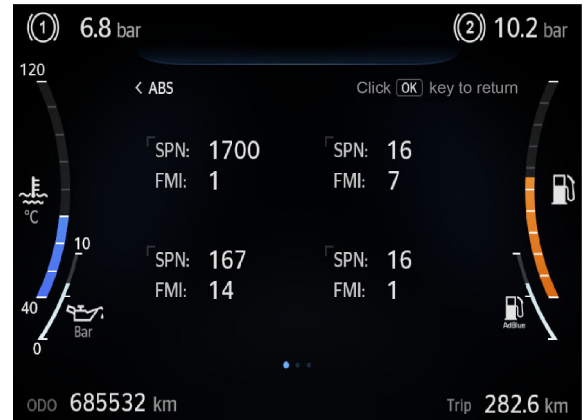 (1) 6.8 bar
(2) 10.2 bar
120
< ABS
Click OK key to return
SPN: 1700
FMI: 1
SPN: 16
FMI: 7
°C
10
SPN: 167
FMI: 14
SPN: 16
FMI: 1
40
Bar
AdBlue
0
ODO 685532 km
Trip 282.6 km